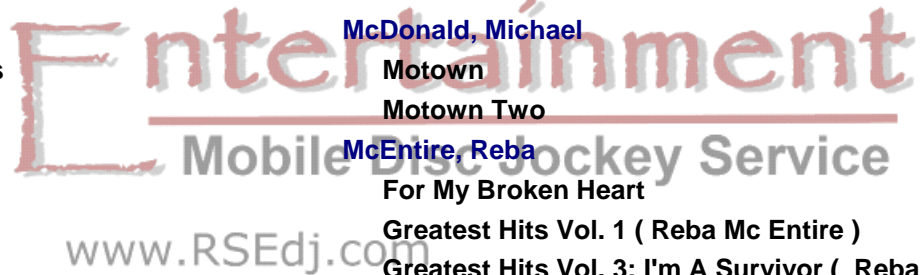 McDonald, Michael
Entertainment
s
Motown
Motown Two
Mobile Disc Jockey Service
McEntire, Reba
For My Broken Heart
Greatest Hits Vol. 1 ( Reba Mc Entire )
www.RSEdj.com
Greatest Hits Vol. 3: I'm A Survivor ( Reba